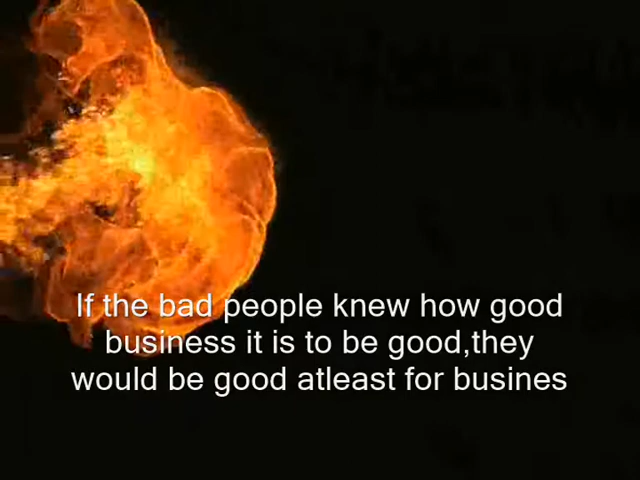 If the bad people knew how good
business it is to be good,they
would be good atleast for busines